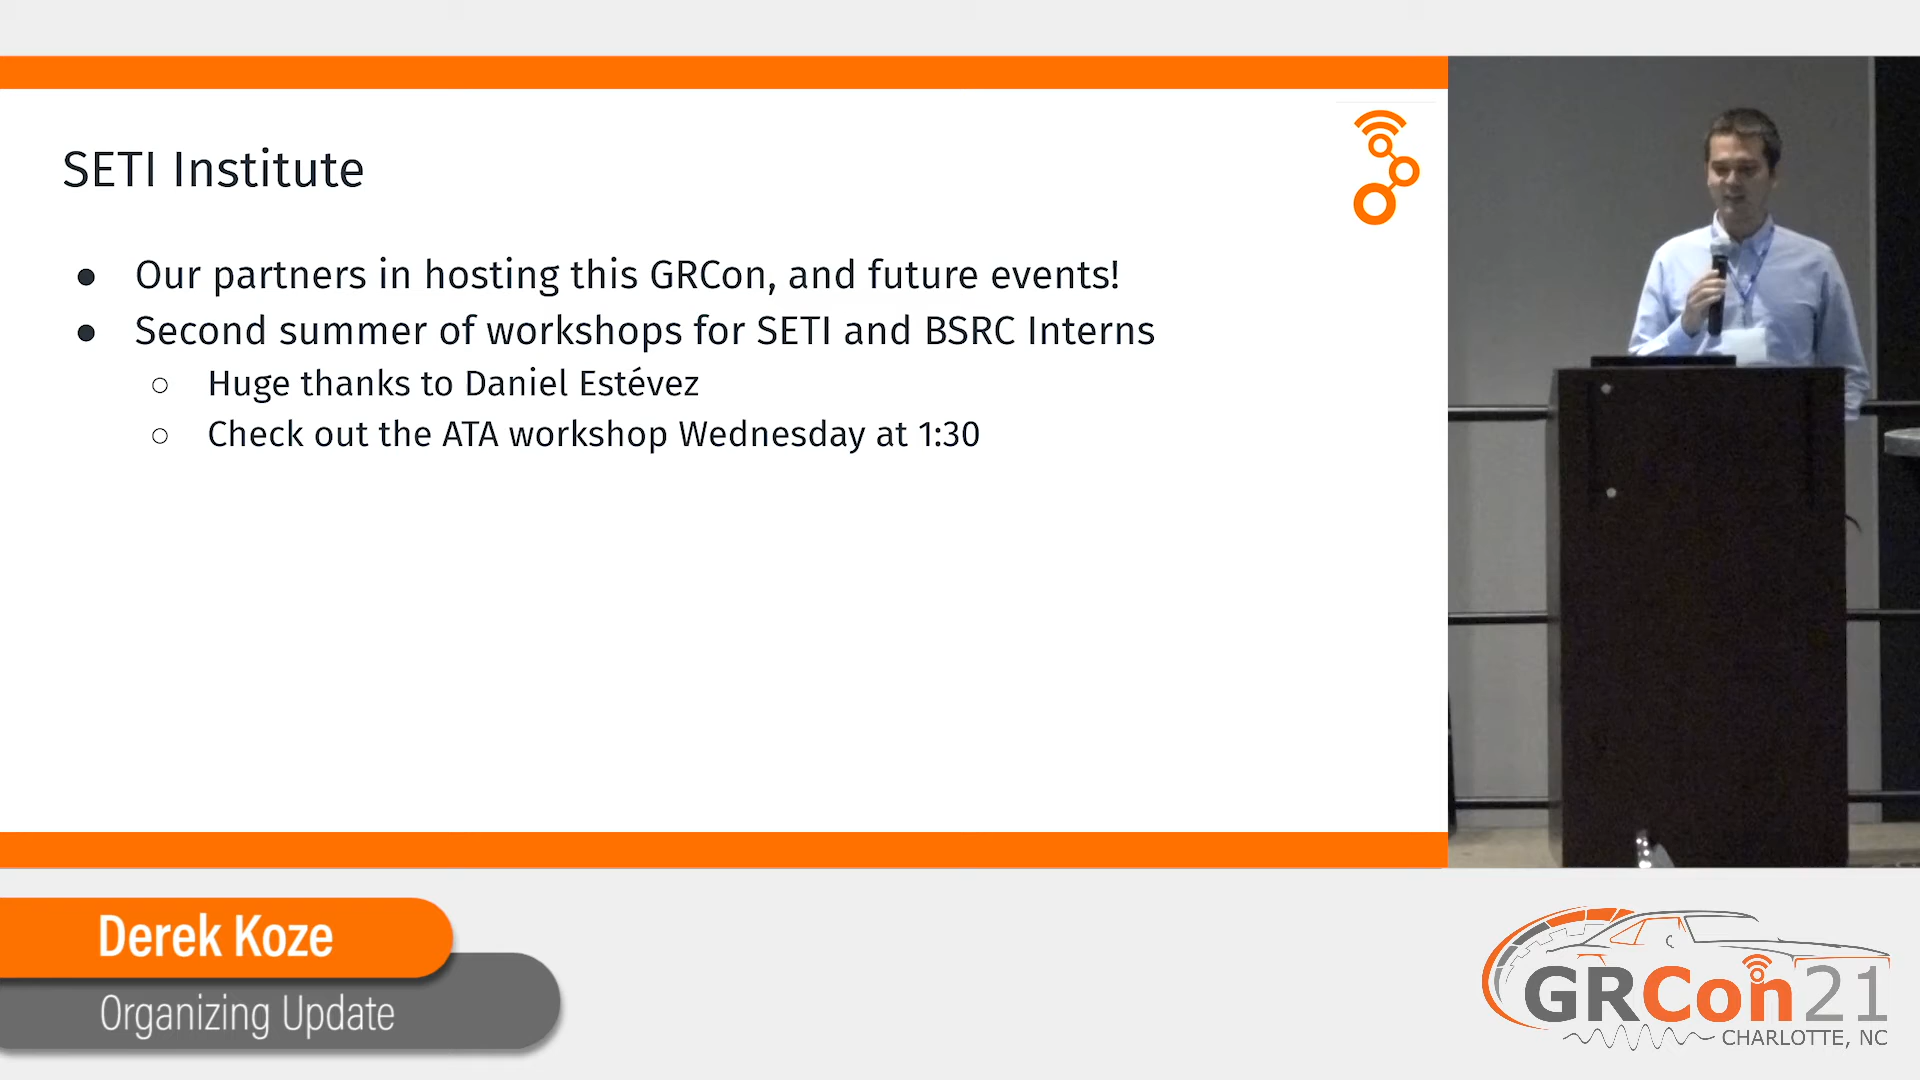 SETI Institute
● Our partners in hosting this GRCon, and future events!
● Second summer of workshops for SETI and BSRC Interns
○ Huge thanks to Daniel Estévez
○ Check out the ATA workshop Wednesday at 1:30
Derek Koze
Organizing Update
GRCon21
CHARLOTTE, NC